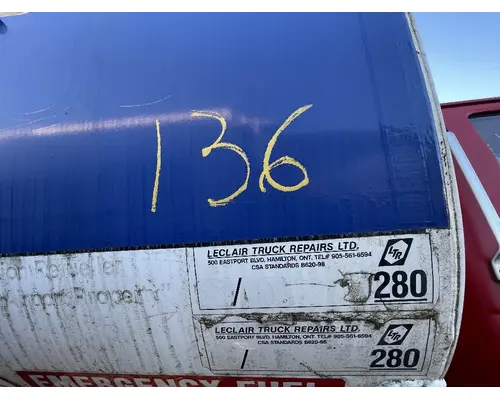 136
LECLAIR TRUCK REPAIRS LTD.
500 EASTPORT BLVD. HAMILTON, ONT. TEL# 905-561-6594
CSA STANDARDS B620-98
LTR
/ 280
LECLAIR TRUCK REPAIRS LTD.
500 EASTPORT BLVD. HAMILTON, ONT. TEL# 905-561-6594
CSA STANDARDS B620-98
LTR
/ 280
EMERGENCY FUEL